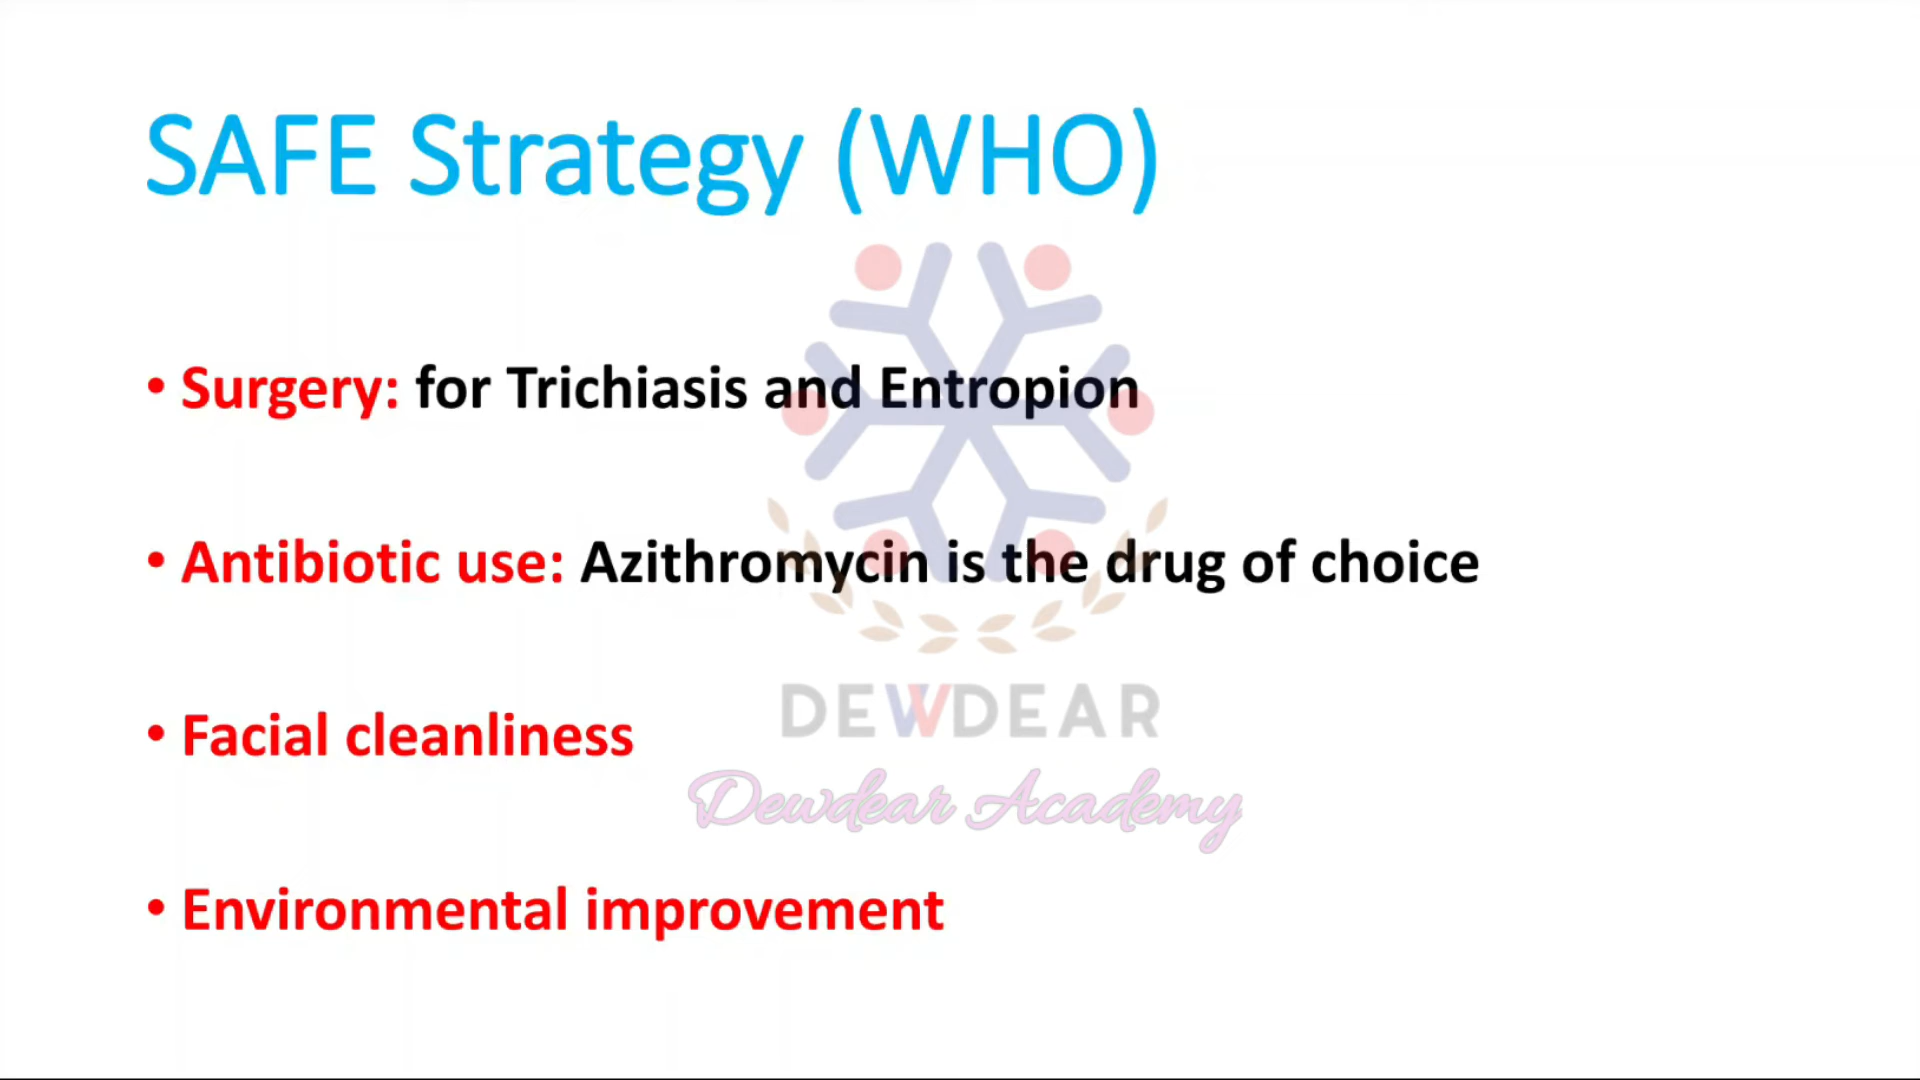 SAFE Strategy (WHO)
• Surgery: for Trichiasis and Entropion
• Antibiotic use: Azithromycin is the drug of choice
• Facial cleanliness
DEWDEAR
Dewdear Academy
• Environmental improvement